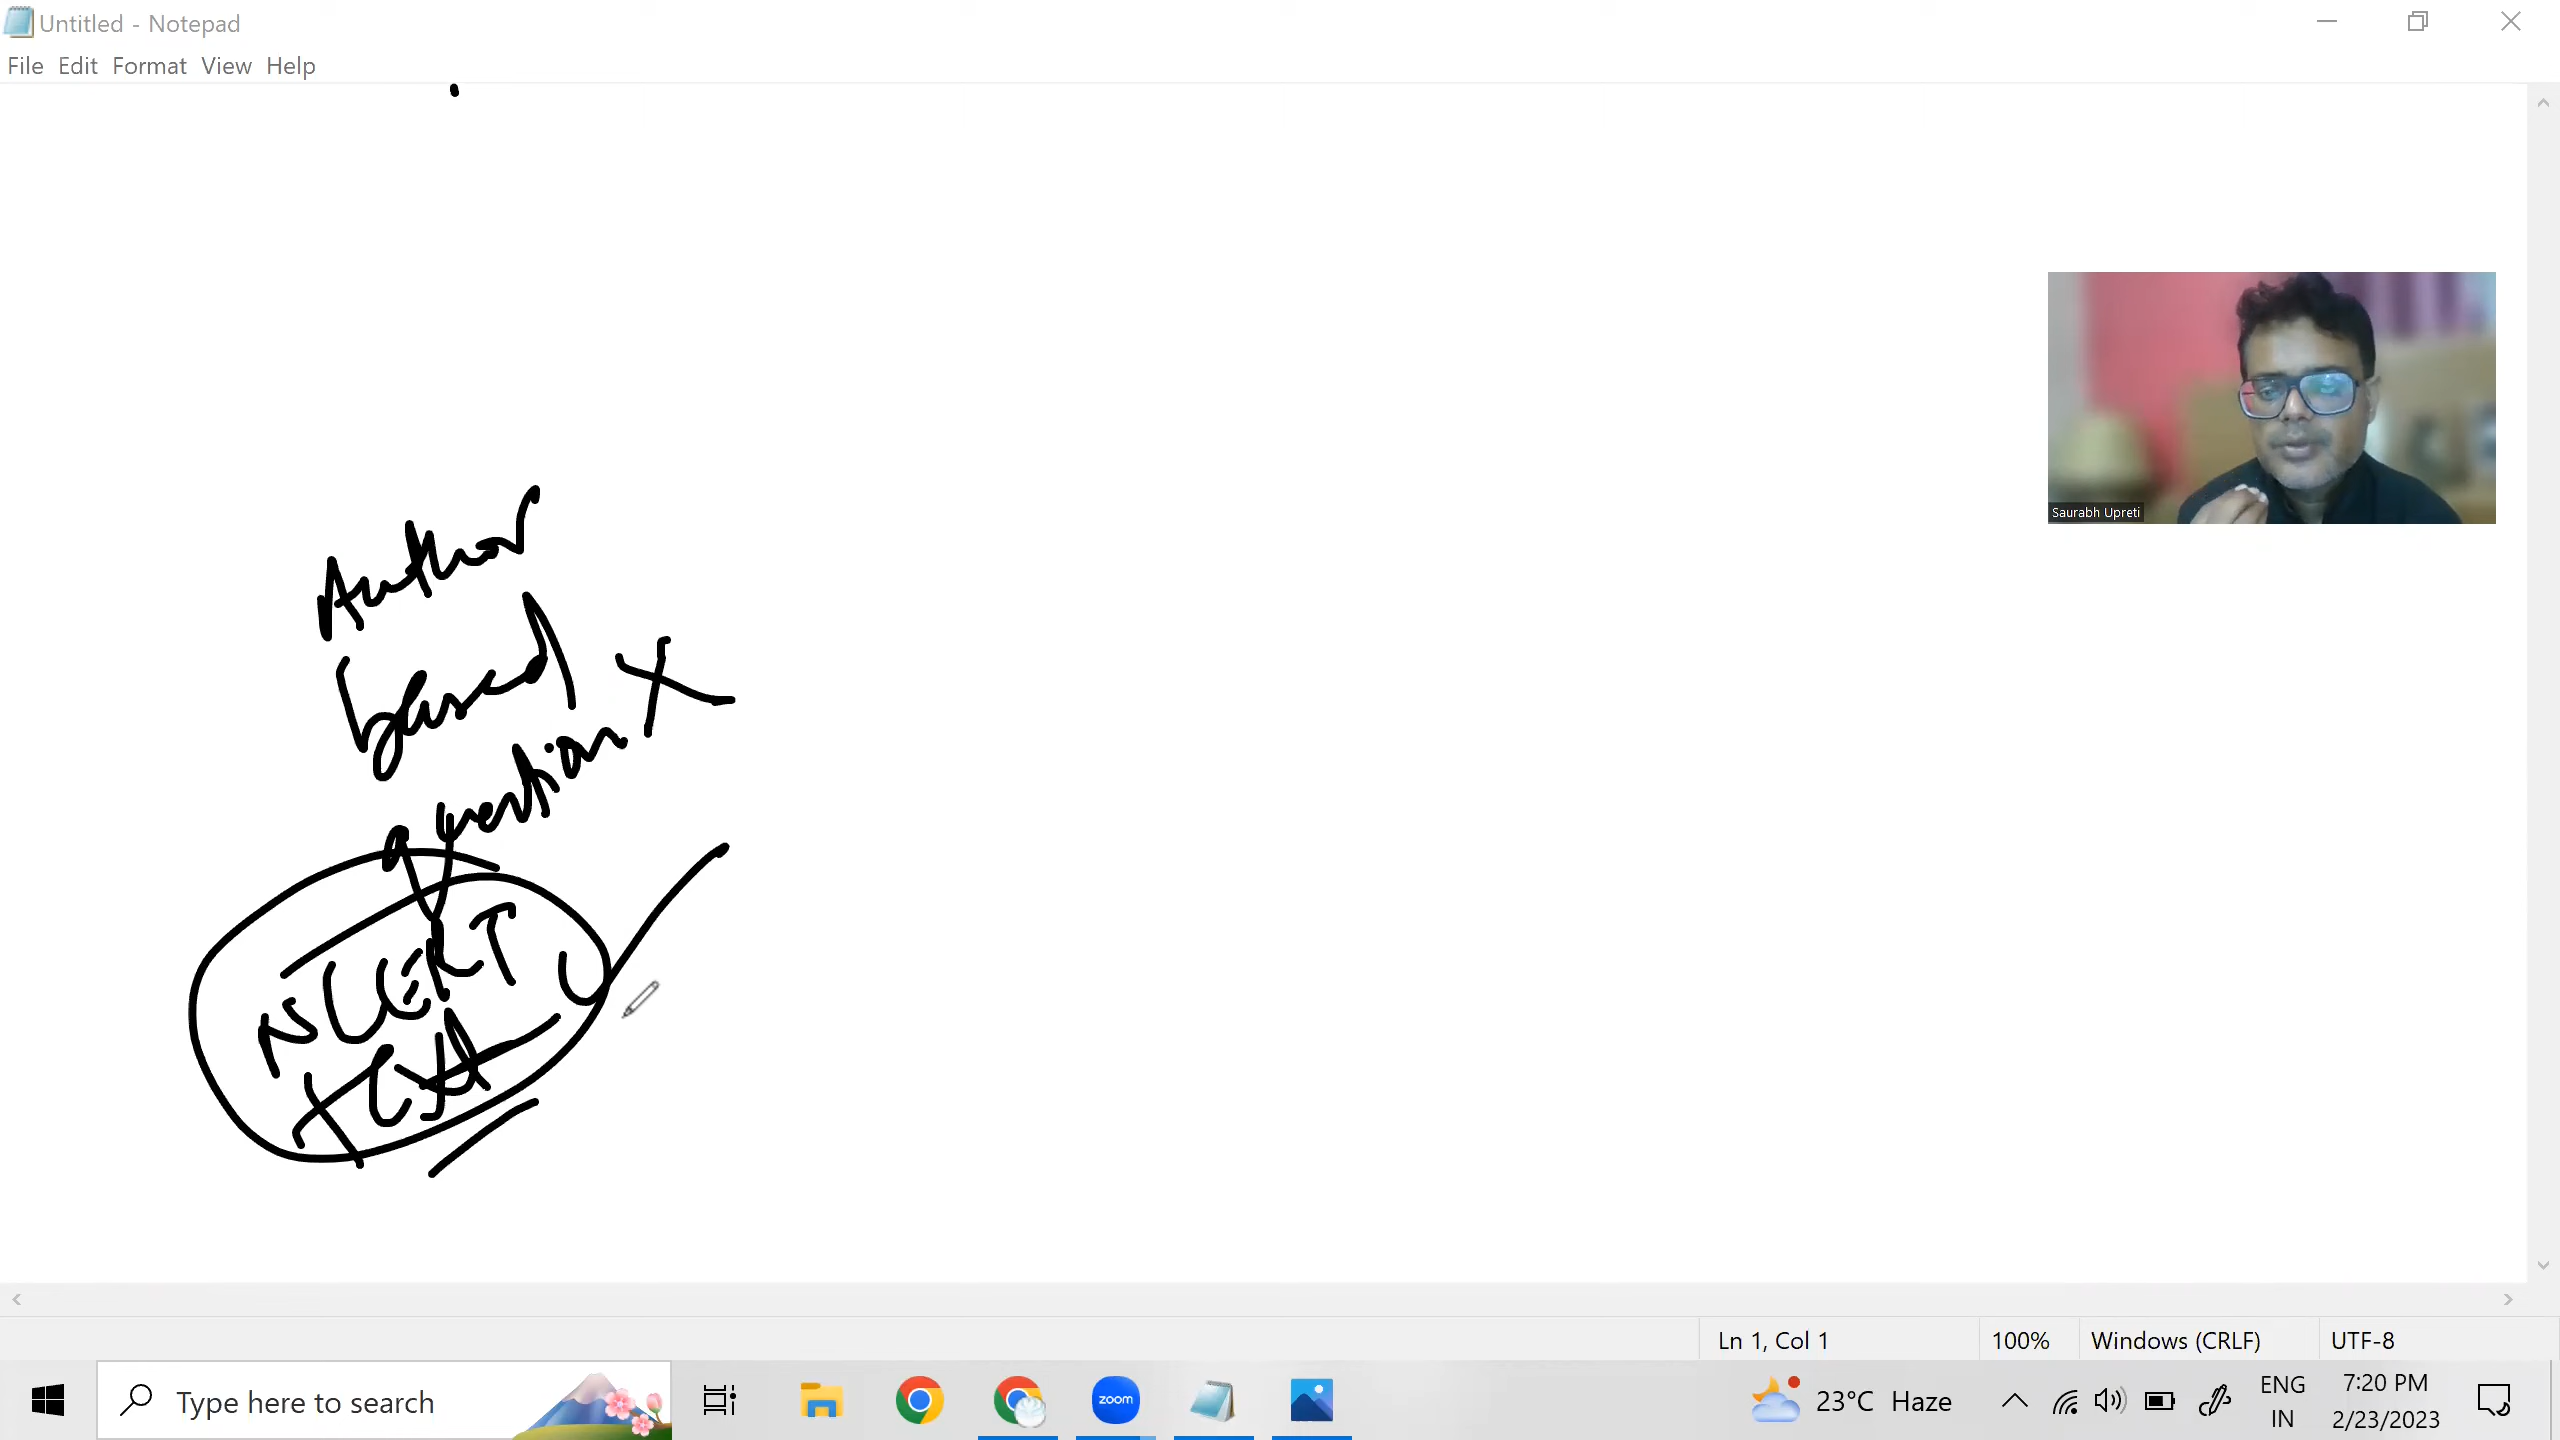 Untitled - Notepad
File Edit Format View Help
Saurabh Upreti
Author
based X
question
NCERT
Text
Ln 1, Col 1
100%
Windows (CRLF)
UTF-8
Type here to search
zoom
23°C Haze
ENG
IN
7:20 PM
2/23/2023